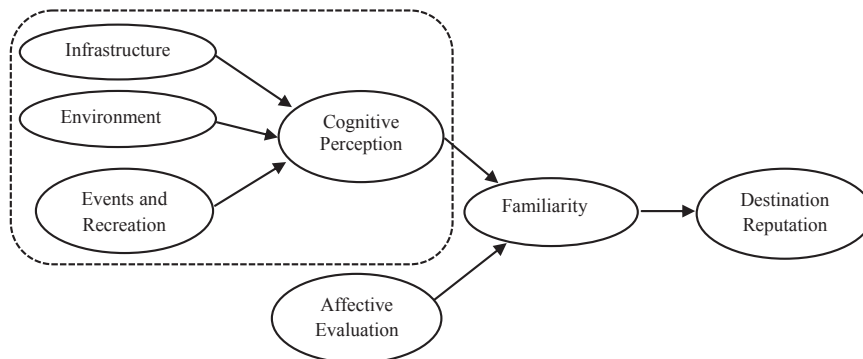 Infrastructure
Environment
Events and
Recreation
Cognitive
Perception
Familiarity
Destination
Reputation
Affective
Evaluation